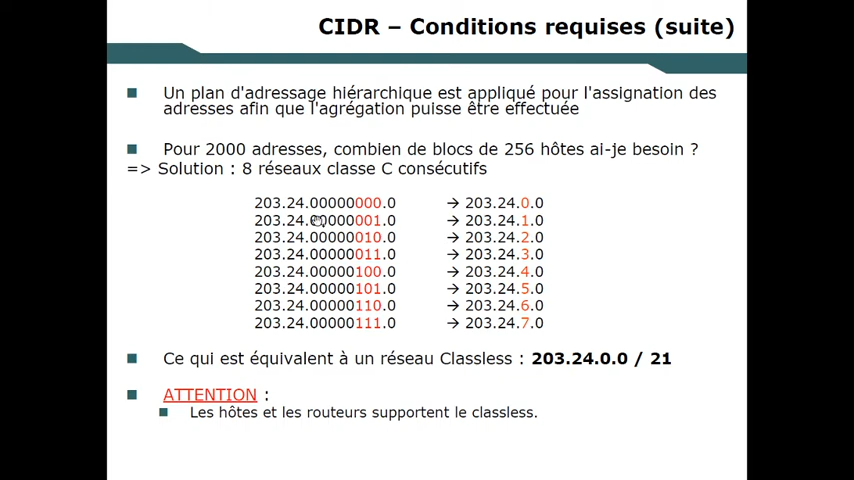 CIDR – Conditions requises (suite)
Un plan d'adressage hiérarchique est appliqué pour l'assignation des
adresses afin que l'agrégation puisse être effectuée
Pour 2000 adresses, combien de blocs de 256 hôtes ai-je besoin ?
=> Solution : 8 réseaux classe C consécutifs
203.24.00000000.0 → 203.24.0.0
203.24.00000001.0 → 203.24.1.0
203.24.00000010.0 → 203.24.2.0
203.24.00000011.0 → 203.24.3.0
203.24.00000100.0 → 203.24.4.0
203.24.00000101.0 → 203.24.5.0
203.24.00000110.0 → 203.24.6.0
203.24.00000111.0 → 203.24.7.0
Ce qui est équivalent à un réseau Classless : 203.24.0.0 / 21
ATTENTION :
Les hôtes et les routeurs supportent le classless.